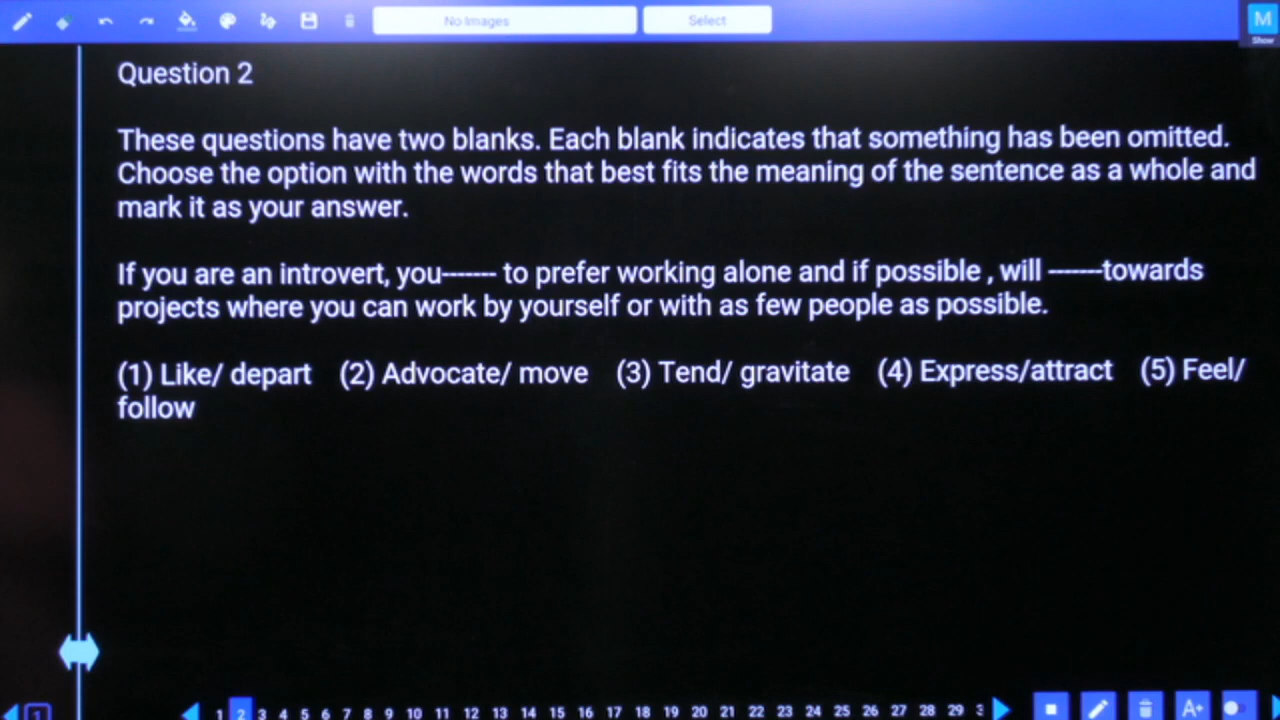 No Images
Select
M
Show
Question 2
These questions have two blanks. Each blank indicates that something has been omitted.
Choose the option with the words that best fits the meaning of the sentence as a whole and
mark it as your answer.
If you are an introvert, you------- to prefer working alone and if possible , will -------towards
projects where you can work by yourself or with as few people as possible.
(1) Like/ depart (2) Advocate/ move (3) Tend/ gravitate (4) Express/attract (5) Feel/
follow
1
1 2 3 4 5 6 7 8 9 10 11 12 13 14 15 16 17 18 19 20 21 22 23 24 25 26 27 28 29
A+